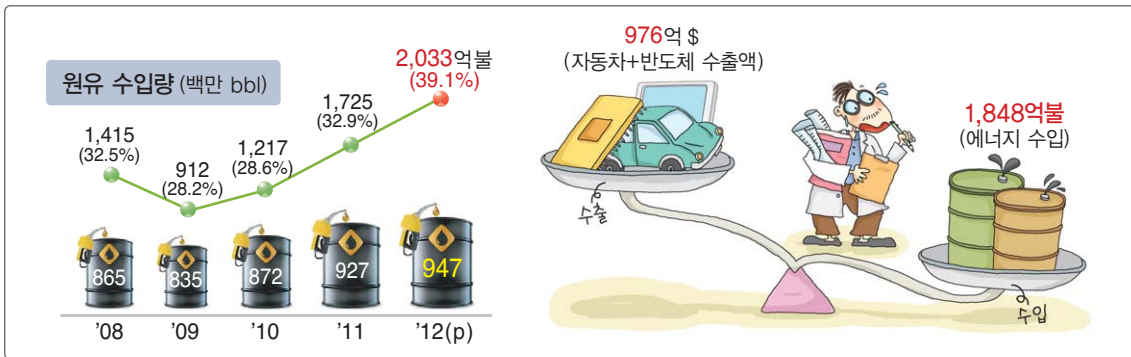 원유 수입량 (백만 bbl)
1,415
(32.5%)
912
(28.2%)
1,217
(28.6%)
1,725
(32.9%)
2,033억불
(39.1%)
865
835
872
927
947
'08
'09
'10
'11
'12(p)
976억 $
(자동차+반도체 수출액)
1,848억불
(에너지 수입)
수출
수입